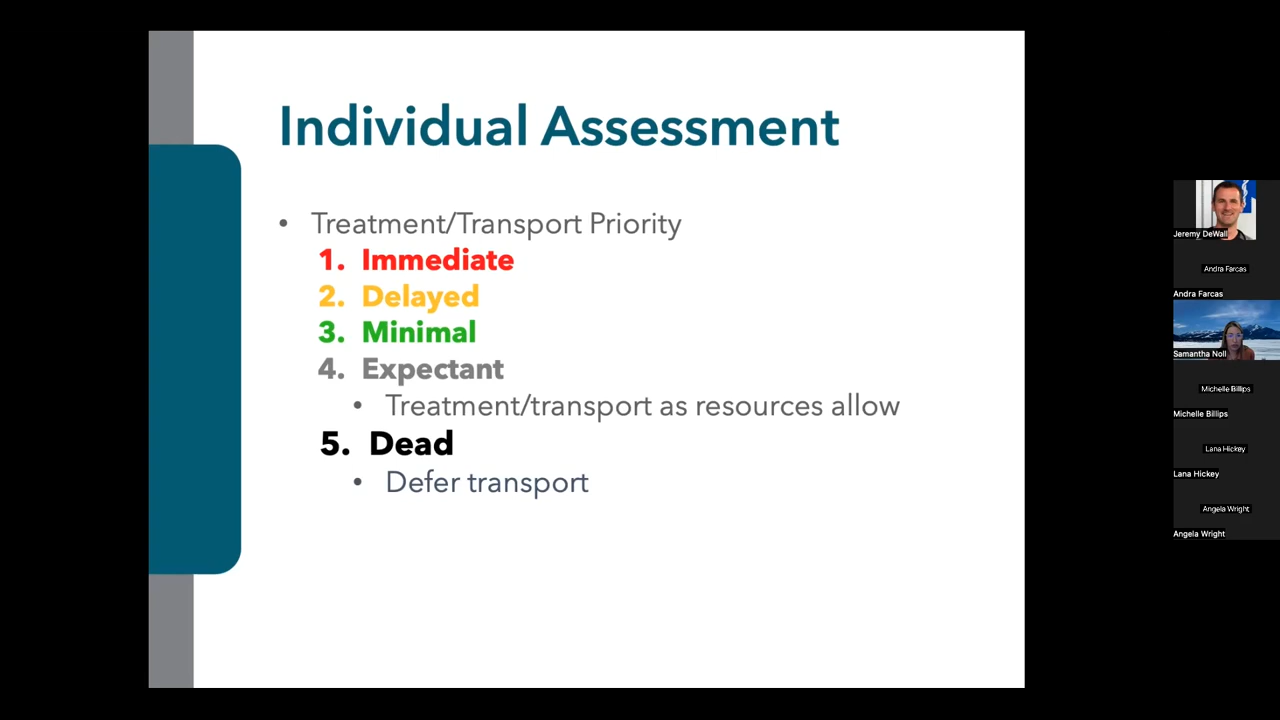 Individual Assessment
• Treatment/Transport Priority
1. Immediate
2. Delayed
3. Minimal
4. Expectant
• Treatment/transport as resources allow
5. Dead
• Defer transport
Jeremy DeWall
Andra Farcas
Andra Farcas
Samantha Noll
Michelle Billips
Michelle Billips
Lana Hickey
Lana Hickey
Angela Wright
Angela Wright